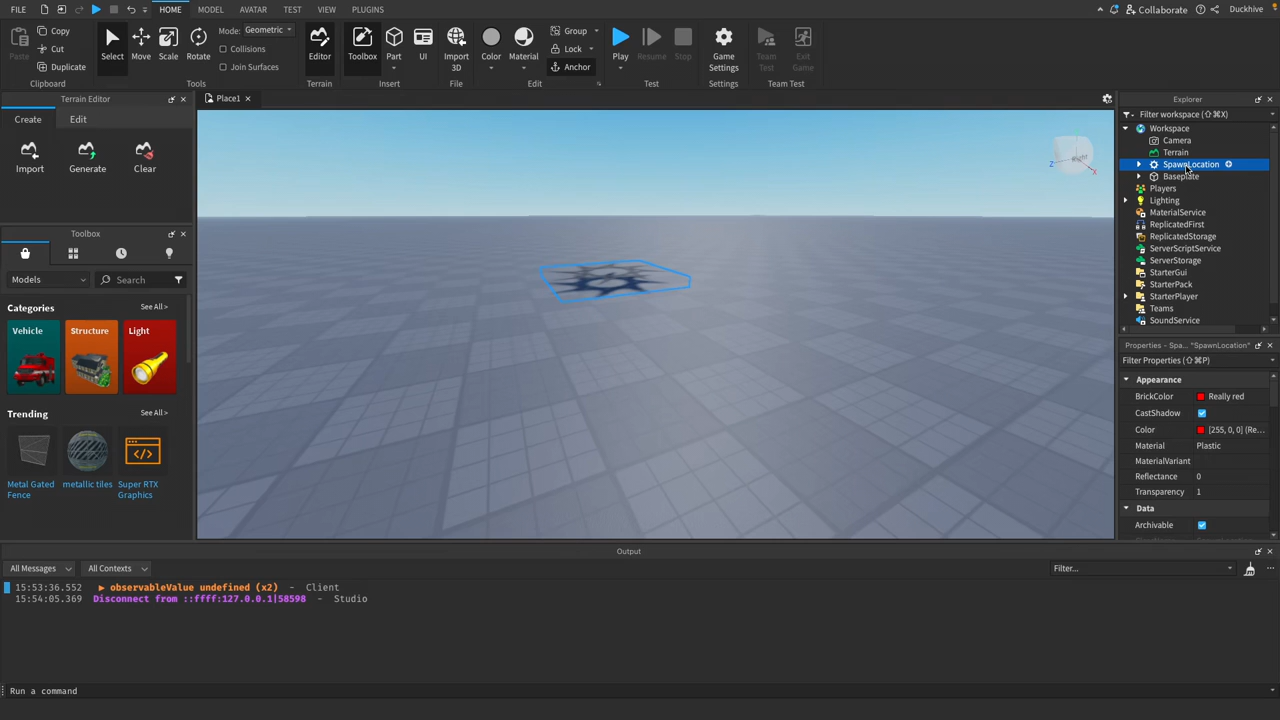 FILE HOME MODEL AVATAR TEST VIEW PLUGINS Collaborate Duckhive
Paste Copy Cut Duplicate Clipboard
Select Move Scale Rotate Mode: Geometric Collisions Join Surfaces Tools
Editor Terrain
Toolbox Part UI Insert
Import 3D File
Color Material Group Lock Anchor Edit
Play Resume Stop Test
Game Settings Settings
Team Test Exit Game Team Test
Terrain Editor
Create Edit
Import Generate Clear
Toolbox
Models Search
Categories See All >
Vehicle Structure Light
Trending See All >
Metal Gated Fence
metallic tiles
Super RTX Graphics
Place1
Right
Z X
Explorer
Filter workspace (⇧⌘X)
Workspace
Camera
Terrain
SpawnLocation
Baseplate
Players
Lighting
MaterialService
ReplicatedFirst
ReplicatedStorage
ServerScriptService
ServerStorage
StarterGui
StarterPack
StarterPlayer
Teams
SoundService
Properties - Spa... "SpawnLocation"
Filter Properties (⇧⌘P)
Appearance
BrickColor Really red
CastShadow
Color [255, 0, 0] (Re...
Material Plastic
MaterialVariant
Reflectance 0
Transparency 1
Data
Archivable
Output
All Messages All Contexts Filter...
15:53:36.552 ▶ observableValue undefined (x2) - Client
15:54:05.369 Disconnect from ::ffff:127.0.0.1|58598 - Studio
Run a command